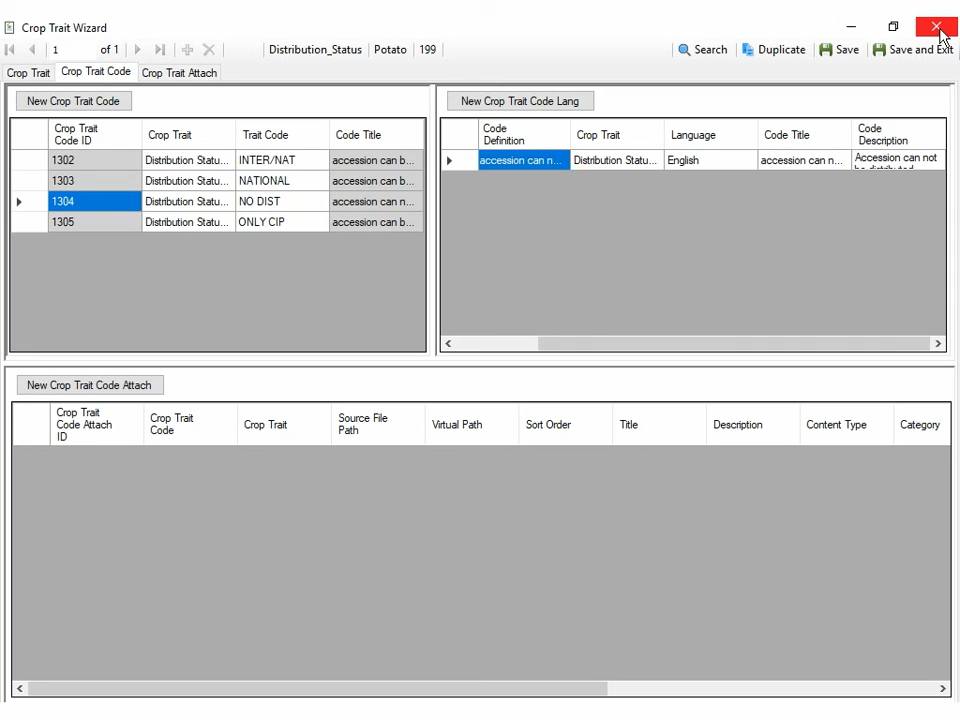 Crop Trait Wizard
1 of 1 Distribution_Status Potato 199 Search Duplicate Save Save and Exit
Crop Trait Crop Trait Code Crop Trait Attach
New Crop Trait Code
Crop Trait Code ID Crop Trait Trait Code Code Title
1302 Distribution Statu... INTER/NAT accession can b...
1303 Distribution Statu... NATIONAL accession can b...
1304 Distribution Statu... NO DIST accession can n...
1305 Distribution Statu... ONLY CIP accession can b...
New Crop Trait Code Lang
Code Definition Crop Trait Language Code Title Code Description
accession can n... Distribution Statu... English accession can n... Accession can not be distributed
New Crop Trait Code Attach
Crop Trait Code Attach ID Crop Trait Code Crop Trait Source File Path Virtual Path Sort Order Title Description Content Type Category